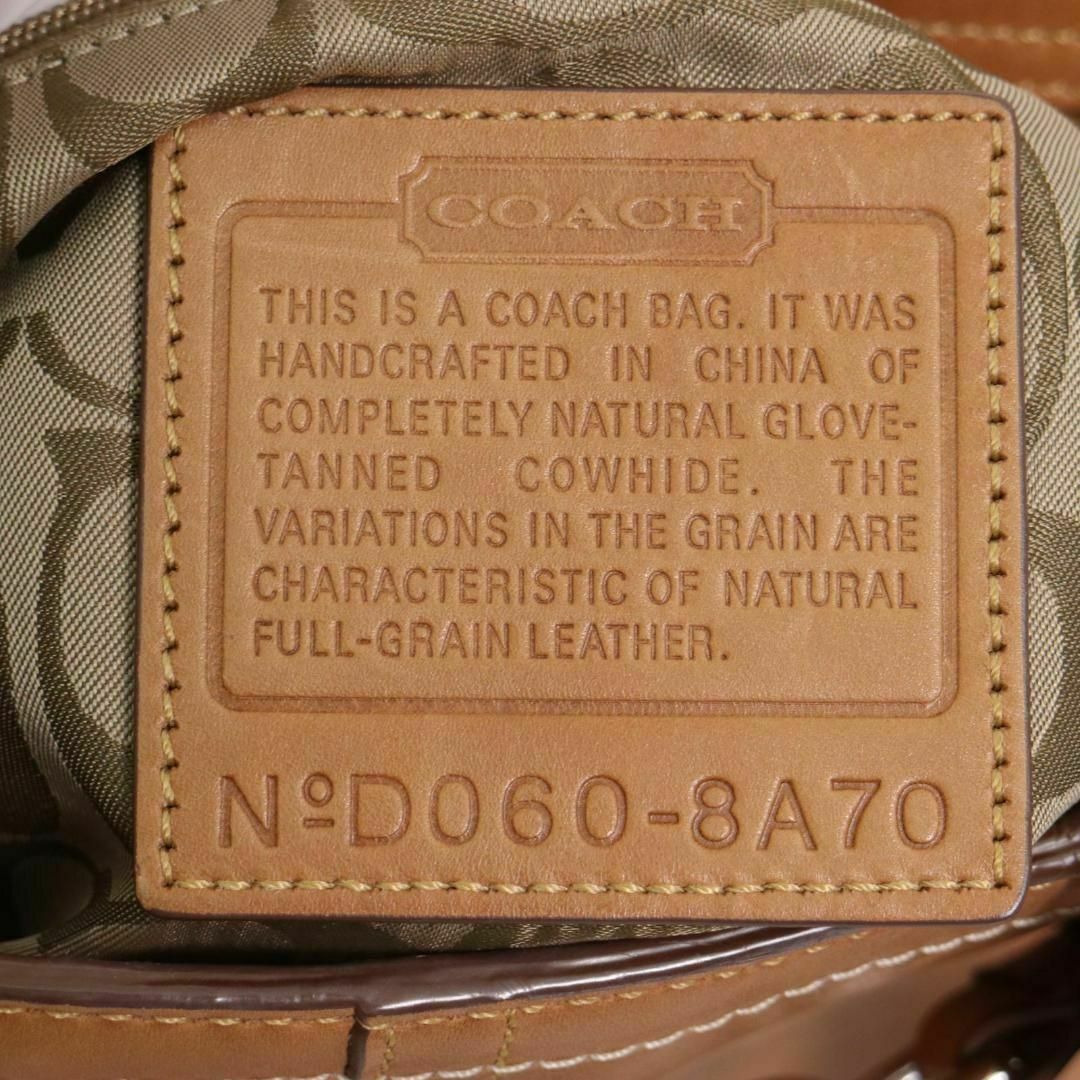 COACH
THIS IS A COACH BAG. IT WAS
HANDCRAFTED IN CHINA OF
COMPLETELY NATURAL GLOVE-
TANNED COWHIDE. THE
VARIATIONS IN THE GRAIN ARE
CHARACTERISTIC OF NATURAL
FULL-GRAIN LEATHER.
NºD060-8A70